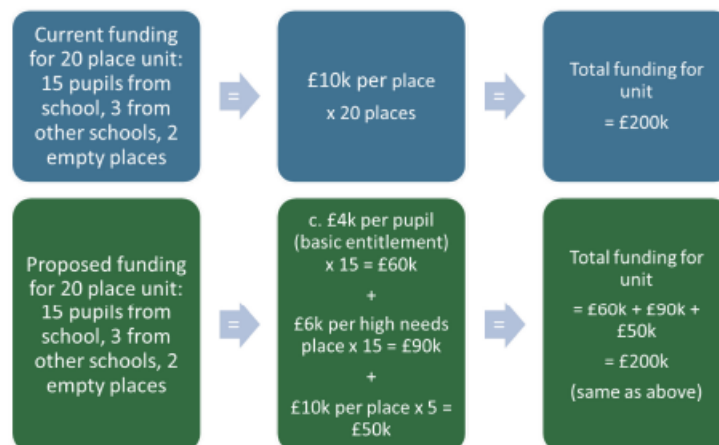 Current funding
for 20 place unit:
15 pupils from
school, 3 from
other schools, 2
empty places
=
£10k per place
x 20 places
=
Total funding for
unit
= £200k
Proposed funding
for 20 place unit:
15 pupils from
school, 3 from
other schools, 2
empty places
=
c. £4k per pupil
(basic entitlement)
x 15 = £60k
+
£6k per high needs
place x 15 = £90k
+
£10k per place x 5 =
£50k
=
Total funding for
unit
= £60k + £90k +
£50k
= £200k
(same as above)